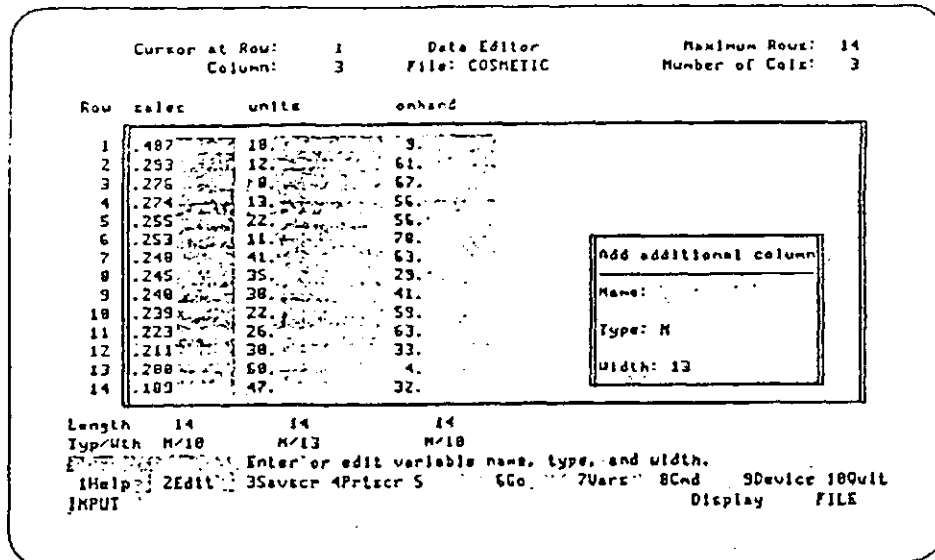 Cursor at Row: 1 Data Editor Maximum Rows: 14
Column: 3 File: COSMETIC Number of Cols: 3
Row sales units onhand
1 .487 18. 9.
2 .293 12. 61.
3 .276 8. 67.
4 .274 13. 56.
5 .255 22. 56.
6 .253 11. 78.
7 .248 41. 63.
8 .245 35. 29.
9 .240 38. 41.
10 .239 22. 59.
11 .223 26. 63.
12 .211 38. 33.
13 .200 60. 4.
14 .189 47. 32.
Add additional column
Name:
Type: N
Width: 13
Length 14 14 14
Typ/Wth N/10 N/13 N/10
Enter or edit variable name, type, and width.
1Help 2Edit 3Savscr 4Prtscr 5 6Go 7Vars 8Cmd 9Device 10Quit
INPUT Display FILE